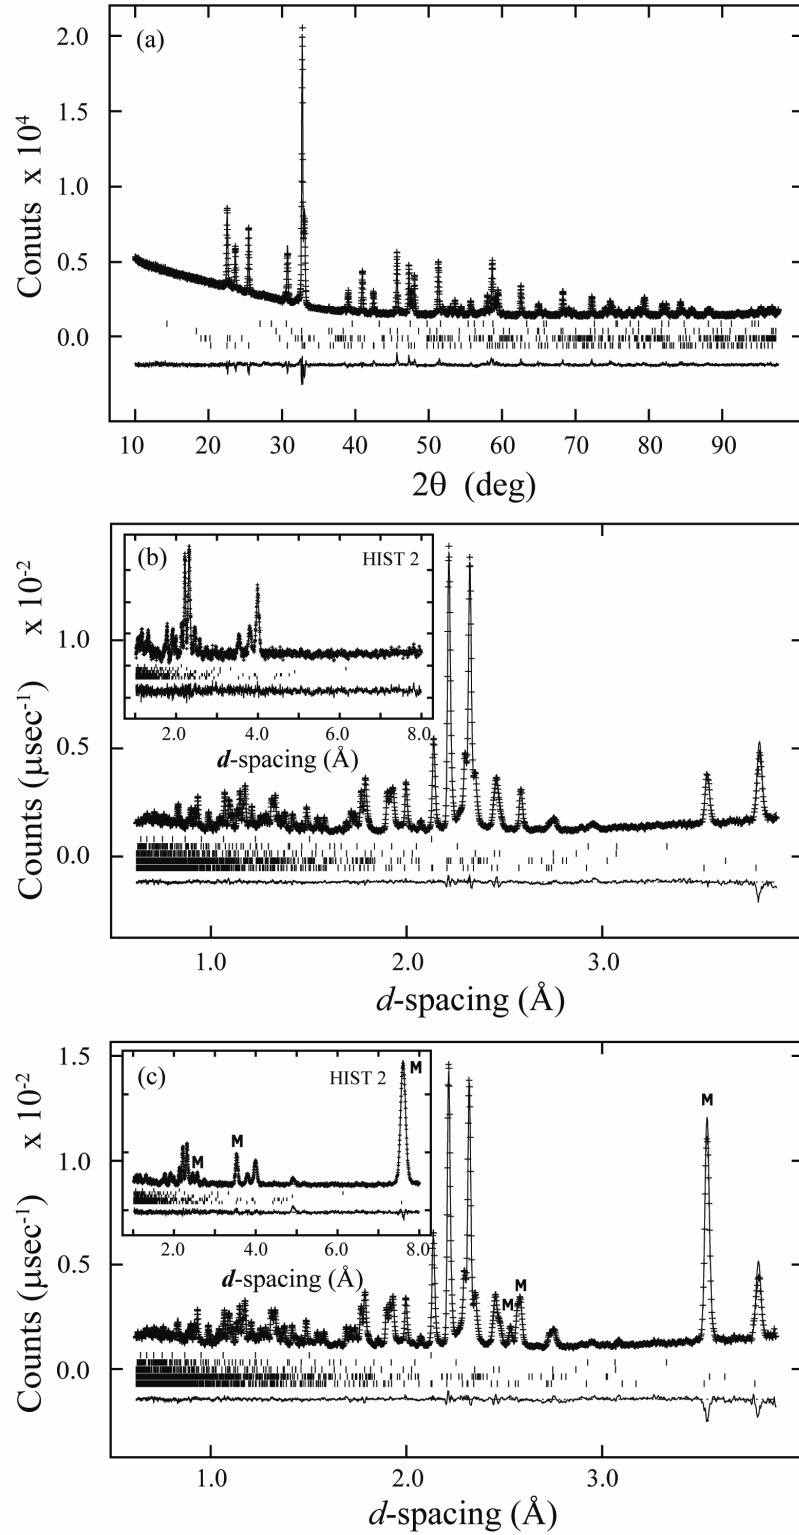 (a)
2.0
1.5
1.0
0.5
0.0
Conuts x 10⁴
10 20 30 40 50 60 70 80 90
2θ (deg)
(b)
HIST 2
2.0 4.0 6.0 8.0
d-spacing (Å)
1.0
0.5
0.0
Counts (μsec⁻¹) x 10⁻²
1.0 2.0 3.0
d-spacing (Å)
(c)
HIST 2
M
M
M
2.0 4.0 6.0 8.0
d-spacing (Å)
M
M
M
1.5
1.0
0.5
0.0
Counts (μsec⁻¹) x 10⁻²
1.0 2.0 3.0
d-spacing (Å)